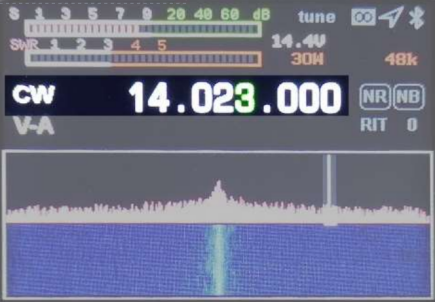 S 1 3 5 7 9 20 40 60 dB tune
SWR 1 2 3 4 5 14.4V
30W 48k
CW 14.023.000 NR NB
V-A RIT 0